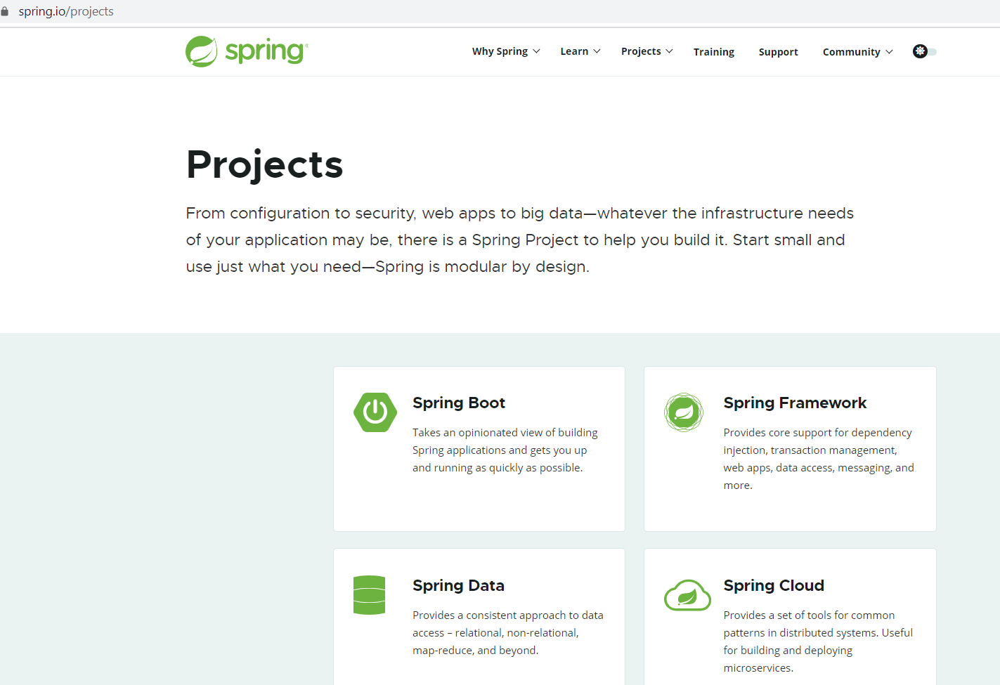 spring.io/projects
spring®
Why Spring
Learn
Projects
Training
Support
Community
Projects
From configuration to security, web apps to big data—whatever the infrastructure needs
of your application may be, there is a Spring Project to help you build it. Start small and
use just what you need—Spring is modular by design.
Spring Boot
Takes an opinionated view of building
Spring applications and gets you up
and running as quickly as possible.
Spring Framework
Provides core support for dependency
injection, transaction management,
web apps, data access, messaging, and
more.
Spring Data
Provides a consistent approach to data
access – relational, non-relational,
map-reduce, and beyond.
Spring Cloud
Provides a set of tools for common
patterns in distributed systems. Useful
for building and deploying
microservices.